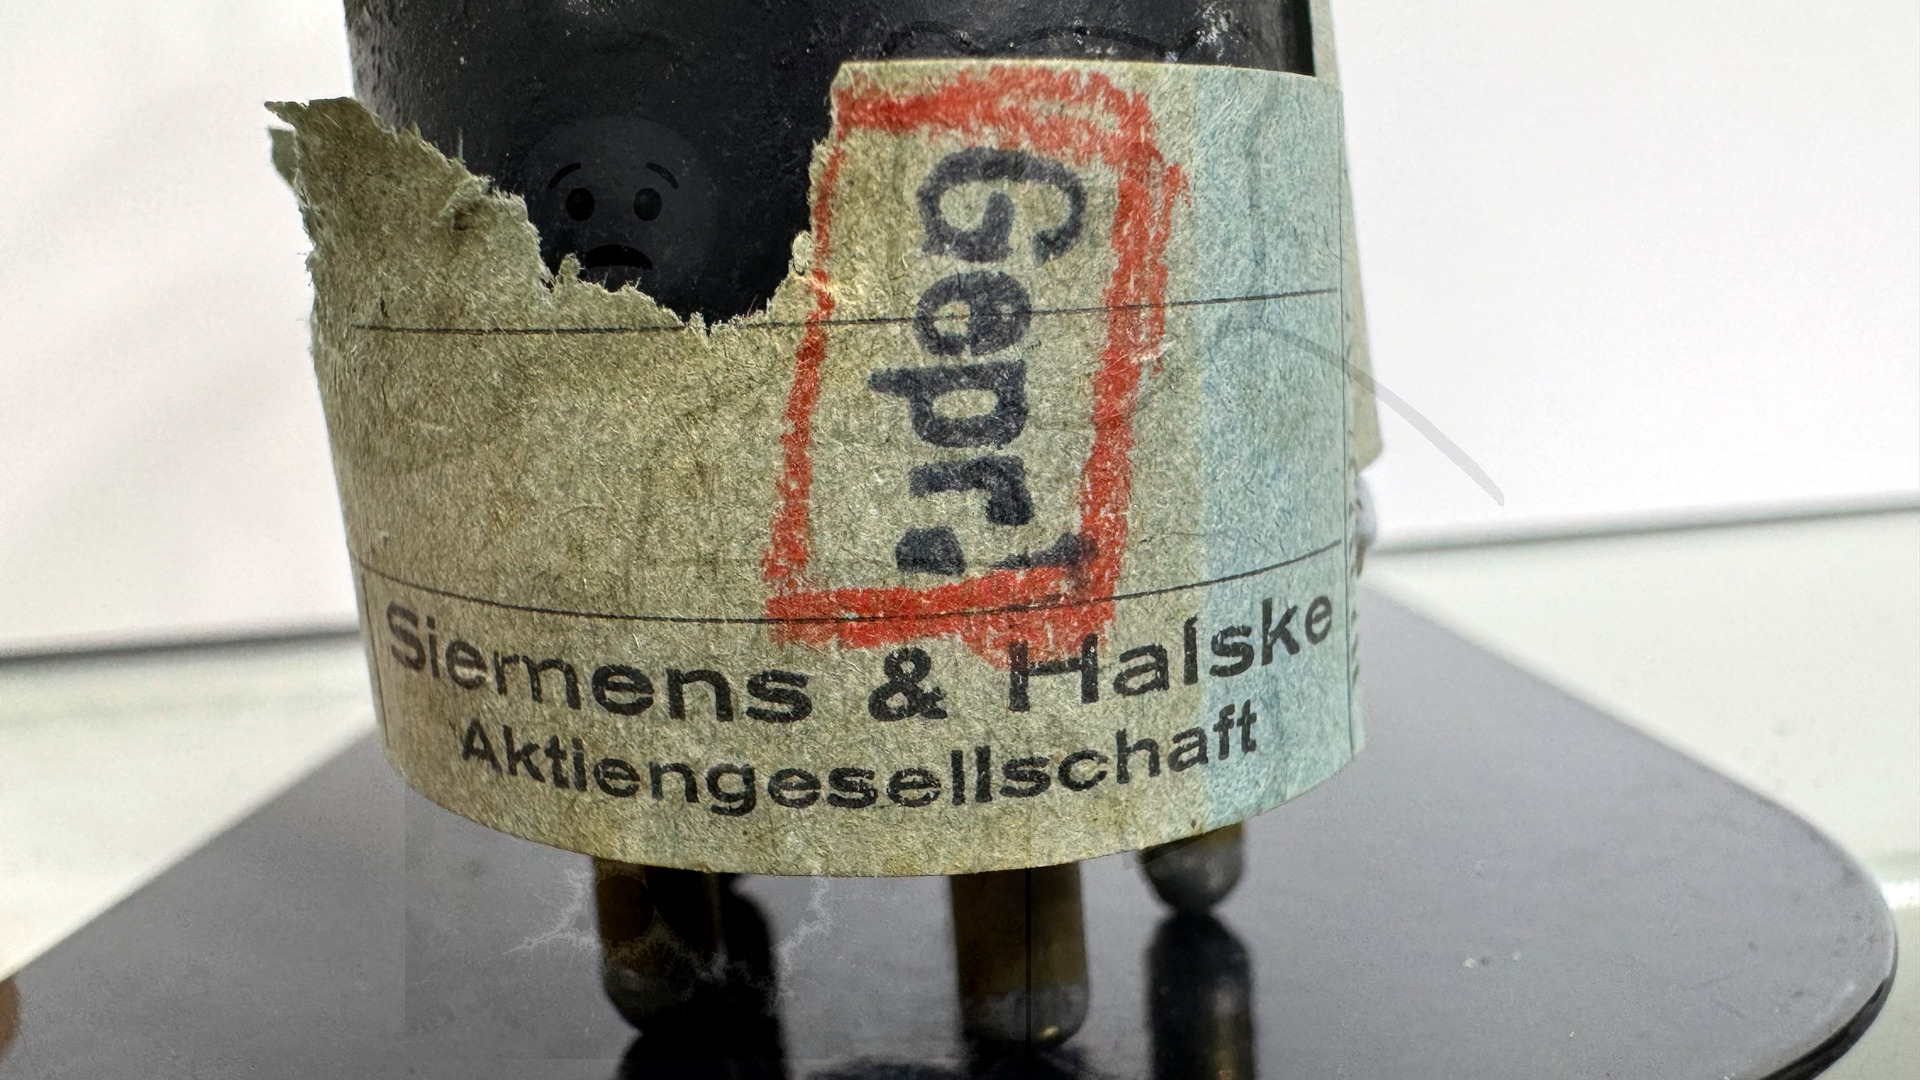 Gepr.
Siemens & Halske
Aktiengesellschaft